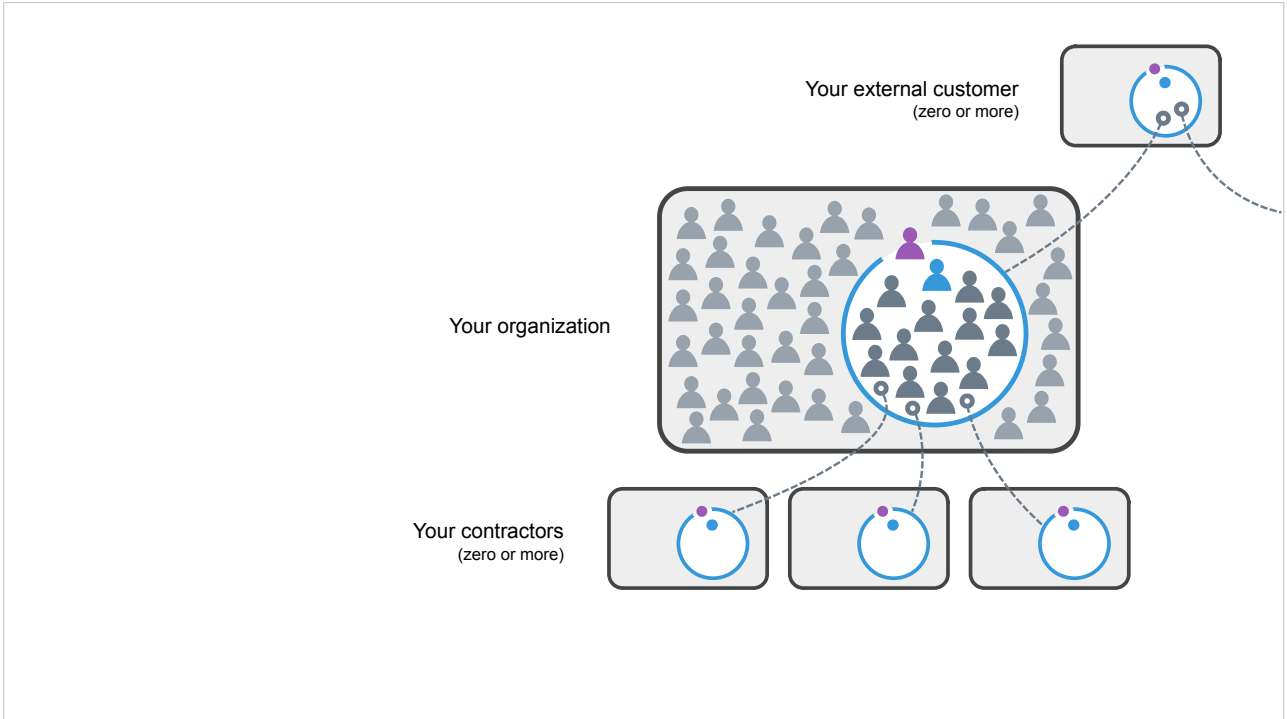 Your external customer
(zero or more)
Your organization
Your contractors
(zero or more)